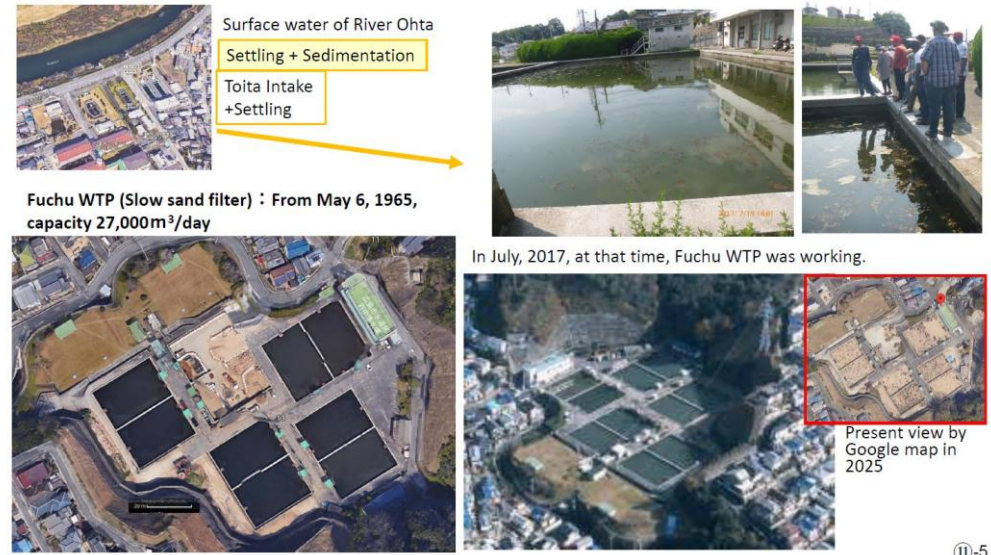 Surface water of River Ohta
Settling + Sedimentation
Toita Intake
+Settling
Fuchu WTP (Slow sand filter)：From May 6, 1965,
capacity 27,000m³/day
In July, 2017, at that time, Fuchu WTP was working.
Present view by
Google map in
2025
⑪-5